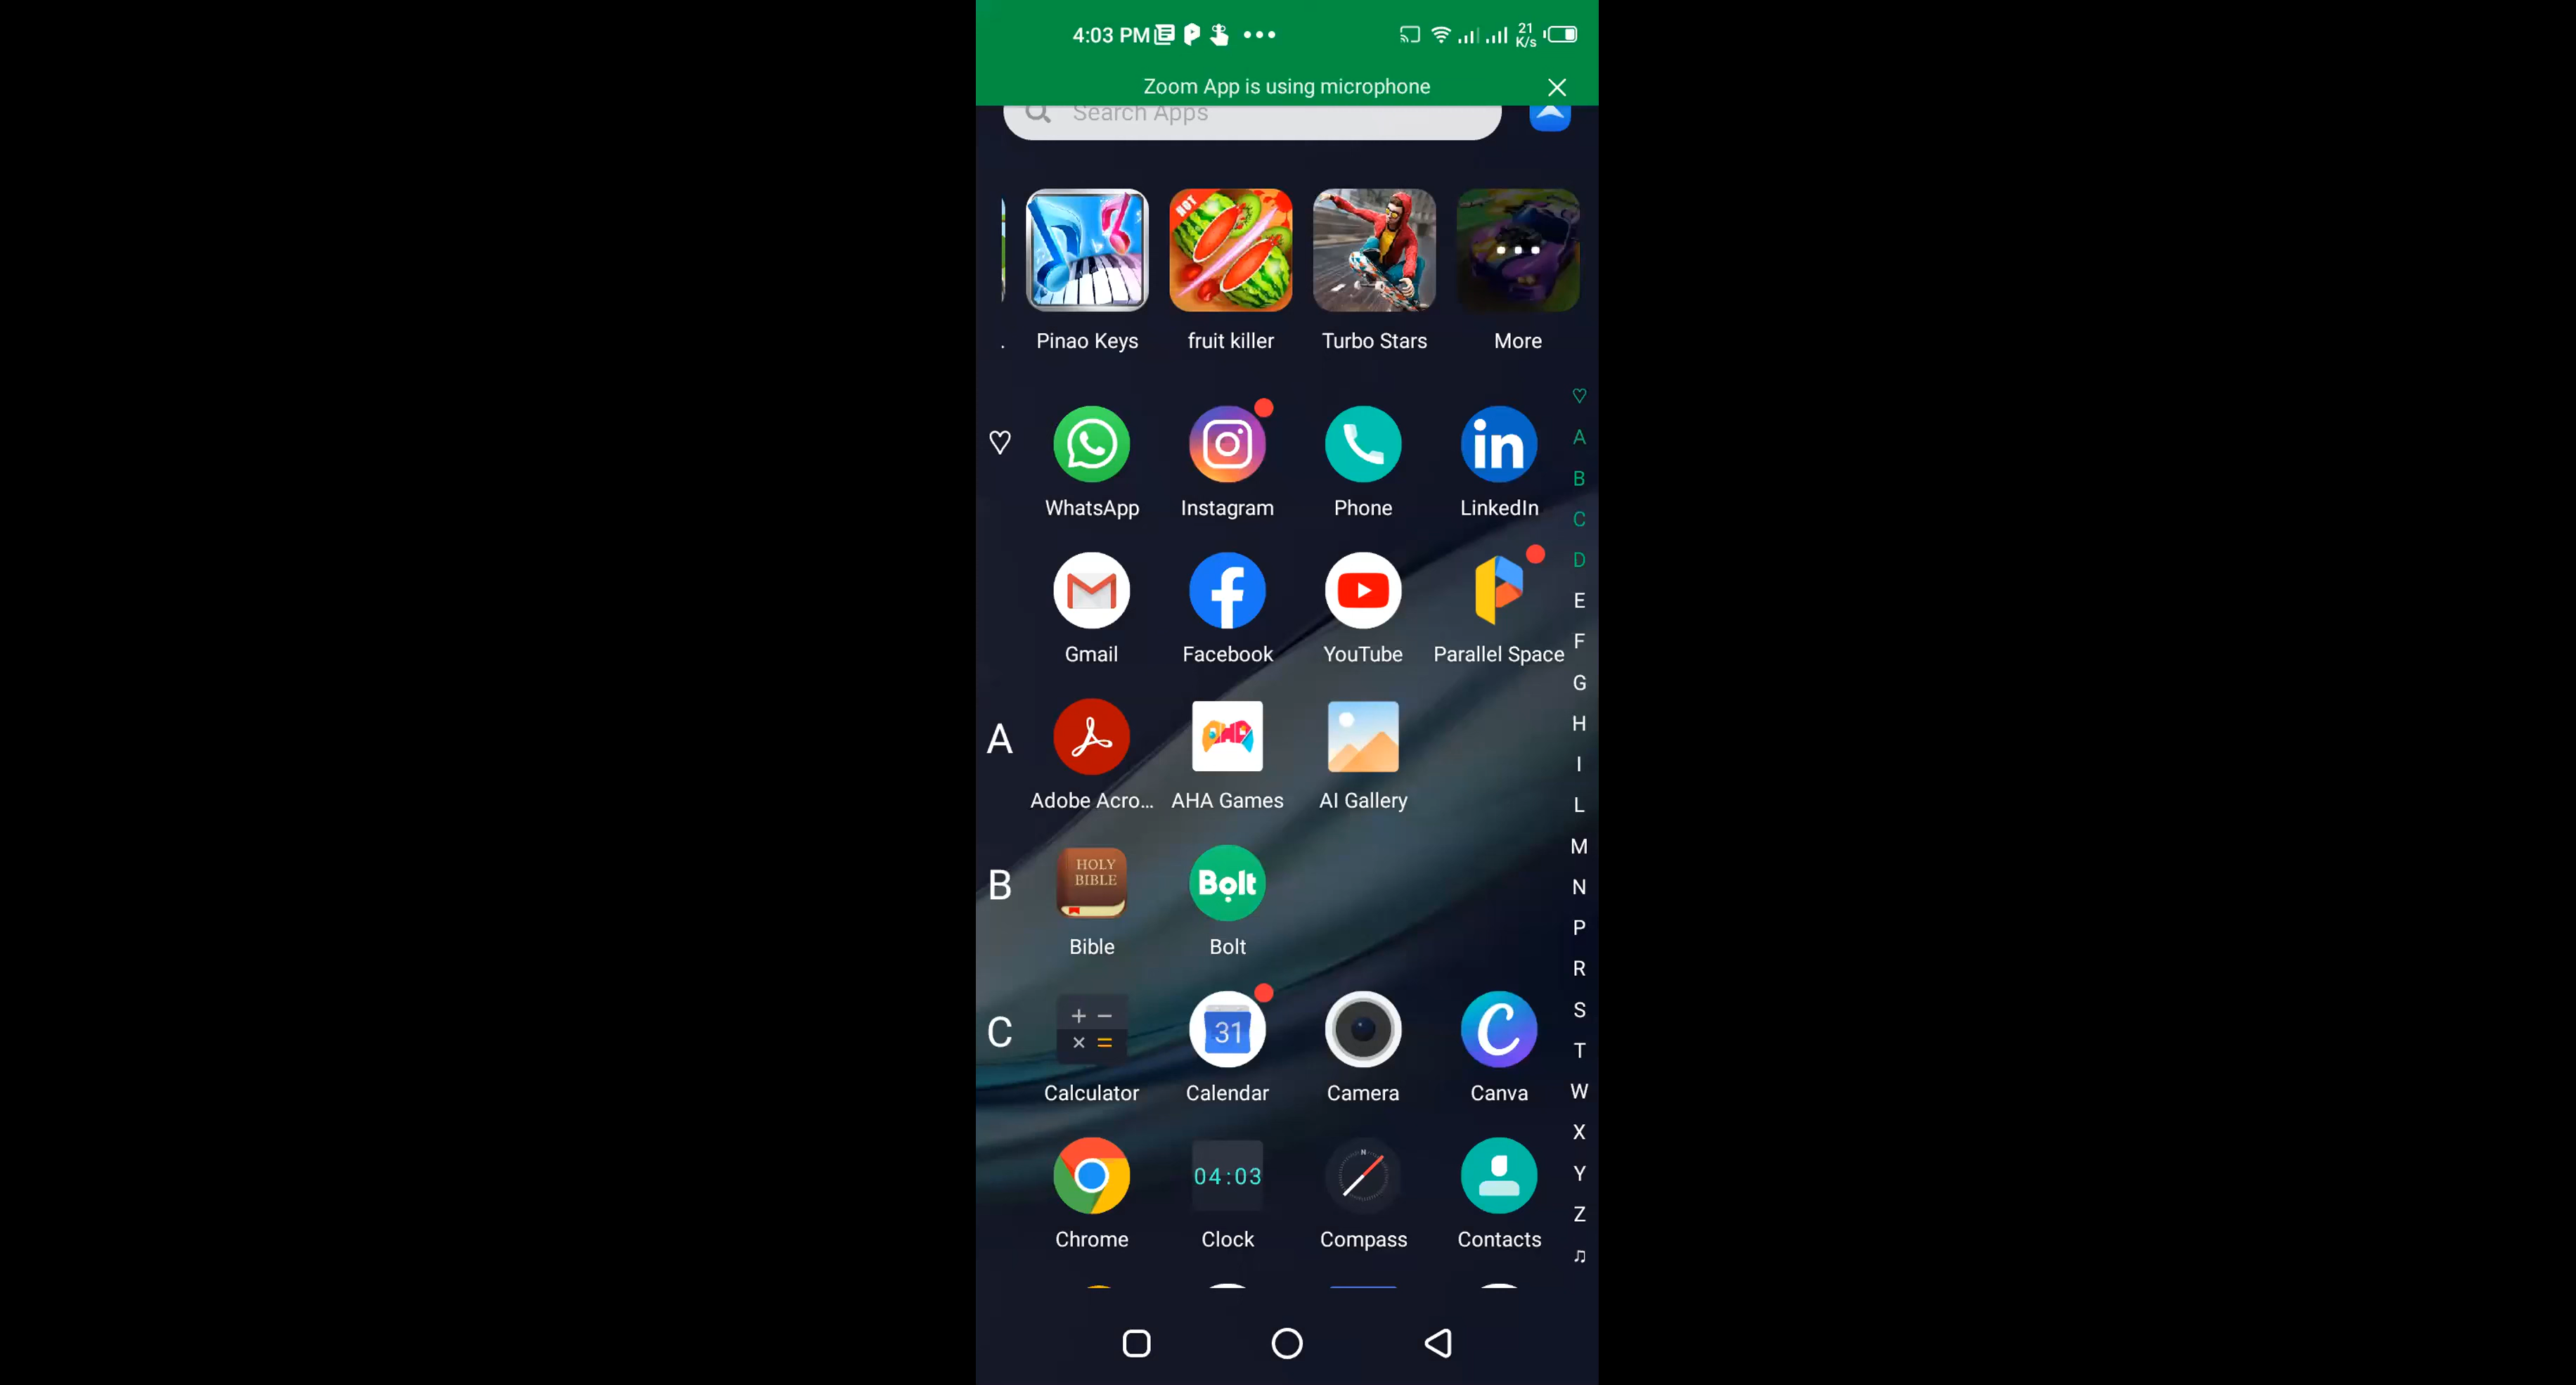 4:03 PM 21 K/s
Zoom App is using microphone
Search Apps
HOT
Pinao Keys fruit killer Turbo Stars More
WhatsApp Instagram Phone LinkedIn
Gmail Facebook YouTube Parallel Space
A
Adobe Acro... AHA Games AI Gallery
B
HOLY BIBLE Bolt
Bible Bolt
C
31
Calculator Calendar Camera Canva
04:03 N
Chrome Clock Compass Contacts
A
B
C
D
E
F
G
H
I
L
M
N
P
R
S
T
W
X
Y
Z